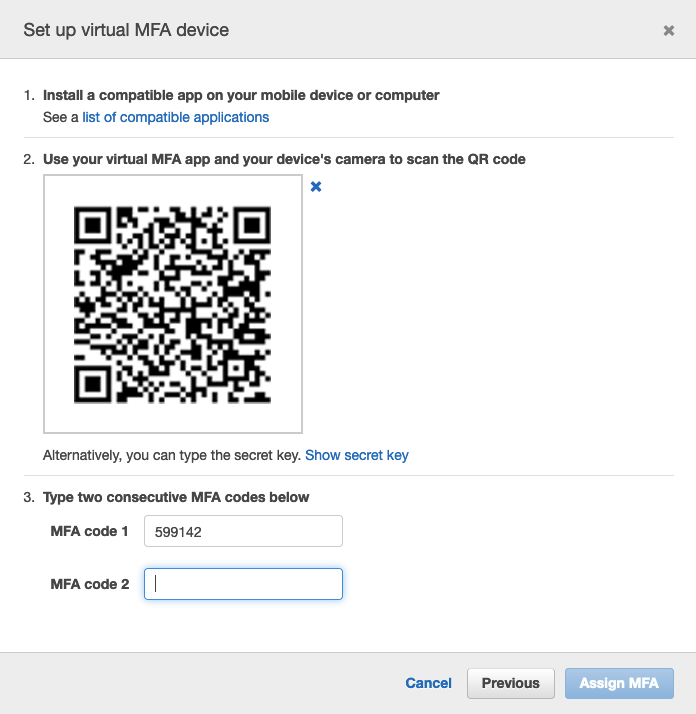 Set up virtual MFA device
1. Install a compatible app on your mobile device or computer
See a list of compatible applications
2. Use your virtual MFA app and your device's camera to scan the QR code
Alternatively, you can type the secret key. Show secret key
3. Type two consecutive MFA codes below
MFA code 1 599142
MFA code 2
Cancel Previous Assign MFA